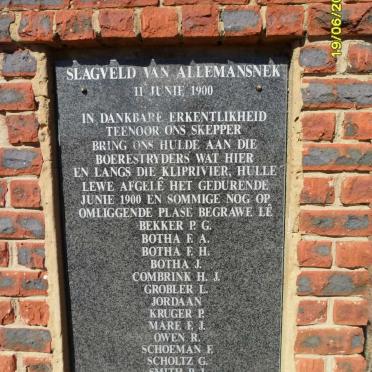 SLAGVELD VAN ALLEMANSNEK
11 JUNIE 1900
IN DANKBARE ERKENTLIKHEID
TEENOOR ONS SKEPPER
BRING ONS HULDE AAN DIE
BOERESTRYDERS WAT HIER
EN LANGS DIE KLIPRIVIER, HULLE
LEWE AFGELÊ HET GEDURENDE
JUNIE 1900 EN SOMMIGE NOG OP
OMLIGGENDE PLASE BEGRAWE LÊ
BEKKER P. G.
BOTHA F. A.
BOTHA F. H.
BOTHA J.
COMBRINK H. J.
GROBLER L.
JORDAAN
KRUGER P.
MARE F. J.
OWEN R.
SCHOEMAN F.
SCHOLTZ G.